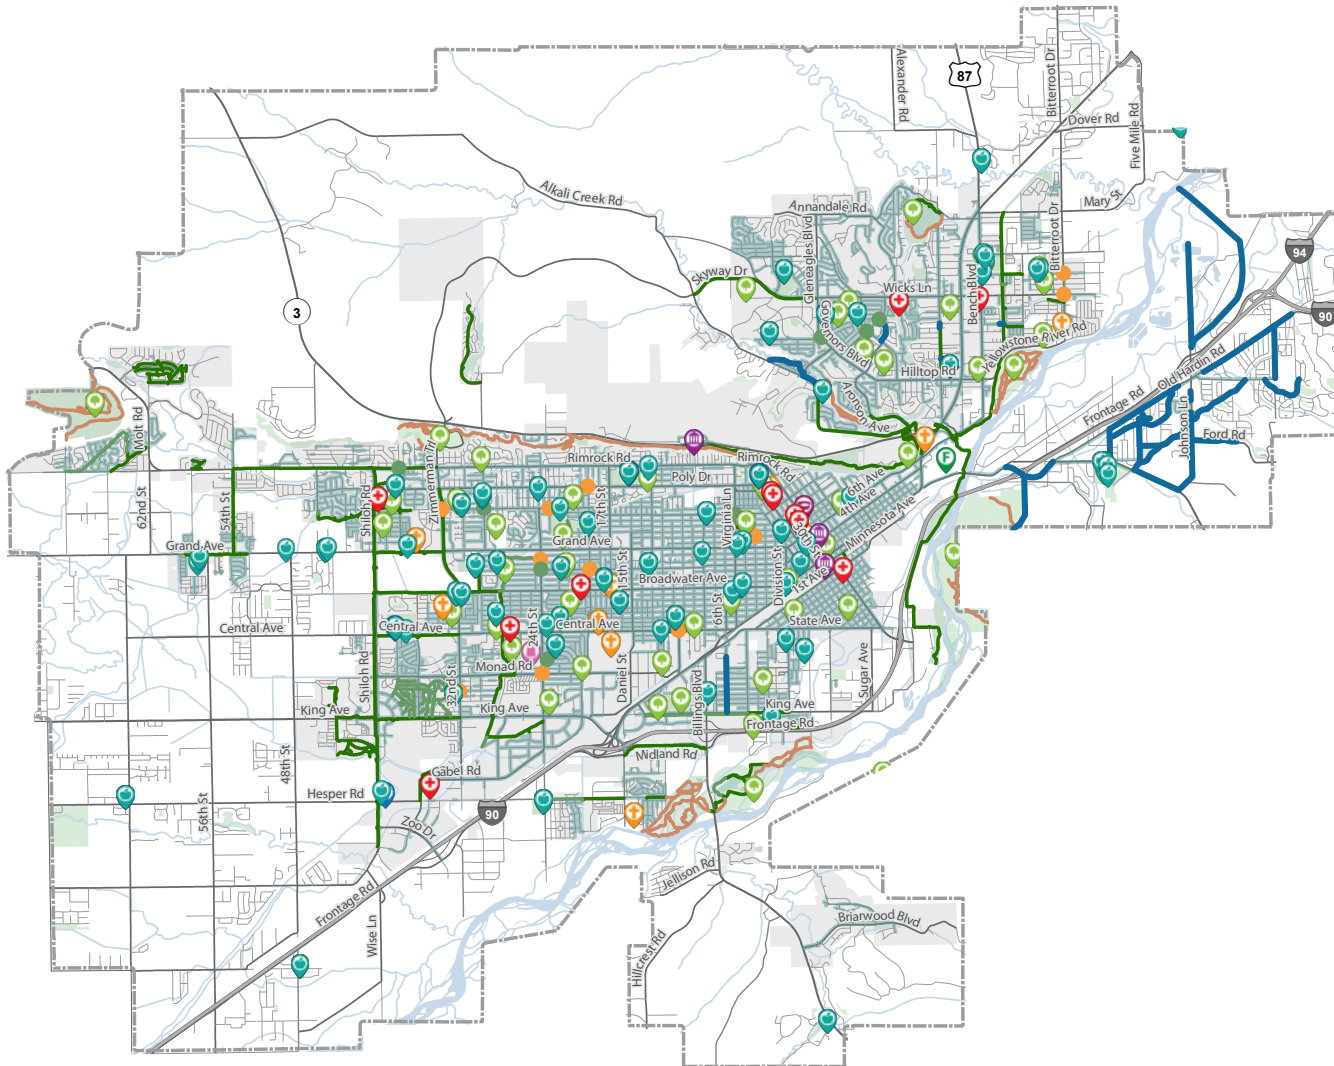 87
Alexander Rd
Bitterroot Dr
Dover Rd
Five Mile Rd
Alkali Creek Rd
Annandale Rd
Mary St
Bitterroot Dr
94
Skyway Dr
Gleneagles Blvd
Wicks Ln
Bench Blvd
3
90
Governors Blvd
Yellowstone River Rd
Hilltop Rd
Old Hardin Rd
Aronson Ave
Frontage Rd
Johnson Ln
Molt Rd
Ford Rd
Zimmerman Trl
Rimrock Rd
Rimrock Rd
F
Poly Dr
6th Ave
4th Ave
62nd St
54th St
Shiloh Rd
17th St
Virginia Ln
Minnesota Ave
Grand Ave
Grand Ave
30th St
Broadwater Ave
15th St
Division St
1st Ave
6th St
State Ave
Central Ave
Central Ave
Central Ave
24th St
Monad Rd
Shiloh Rd
32nd St
Daniel St
Sugar Ave
King Ave
King Ave
Billings Blvd
King Ave
Frontage Rd
48th St
Midland Rd
Gabel Rd
Hesper Rd
56th St
90
Zoo Dr
Jellison Rd
Frontage Rd
Wise Ln
Briarwood Blvd
Hillcrest Rd